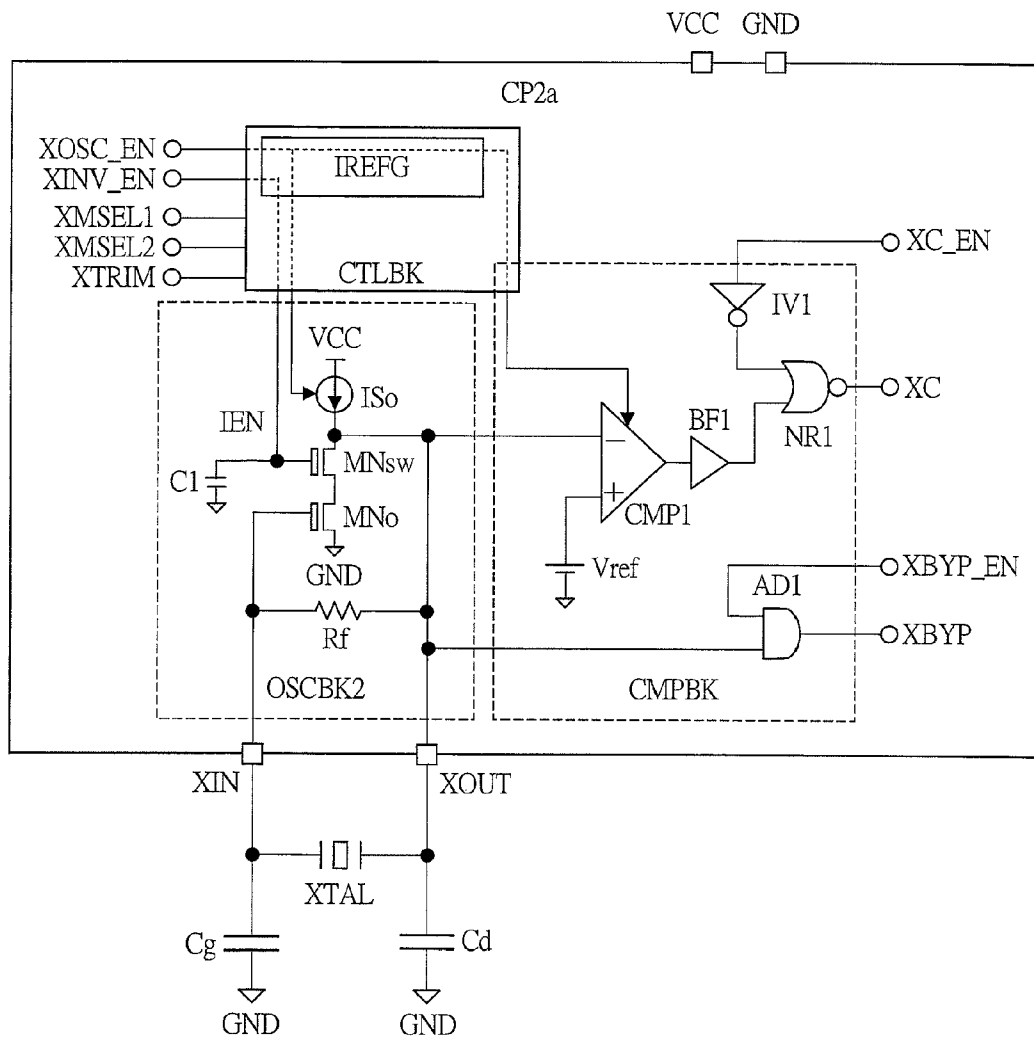 VCC GND
CP2a
XOSC_EN
IREFG
XINV_EN
XMSEL1
XMSEL2
XTRIM
CTLBK
XC_EN
IV1
VCC
ISo
IEN
BF1
NR1
XC
MNsw
C1
−
+
CMP1
MNo
GND
Vref
XBYP_EN
AD1
Rf
XBYP
OSCBK2
CMPBK
XIN
XOUT
XTAL
Cg
Cd
GND
GND